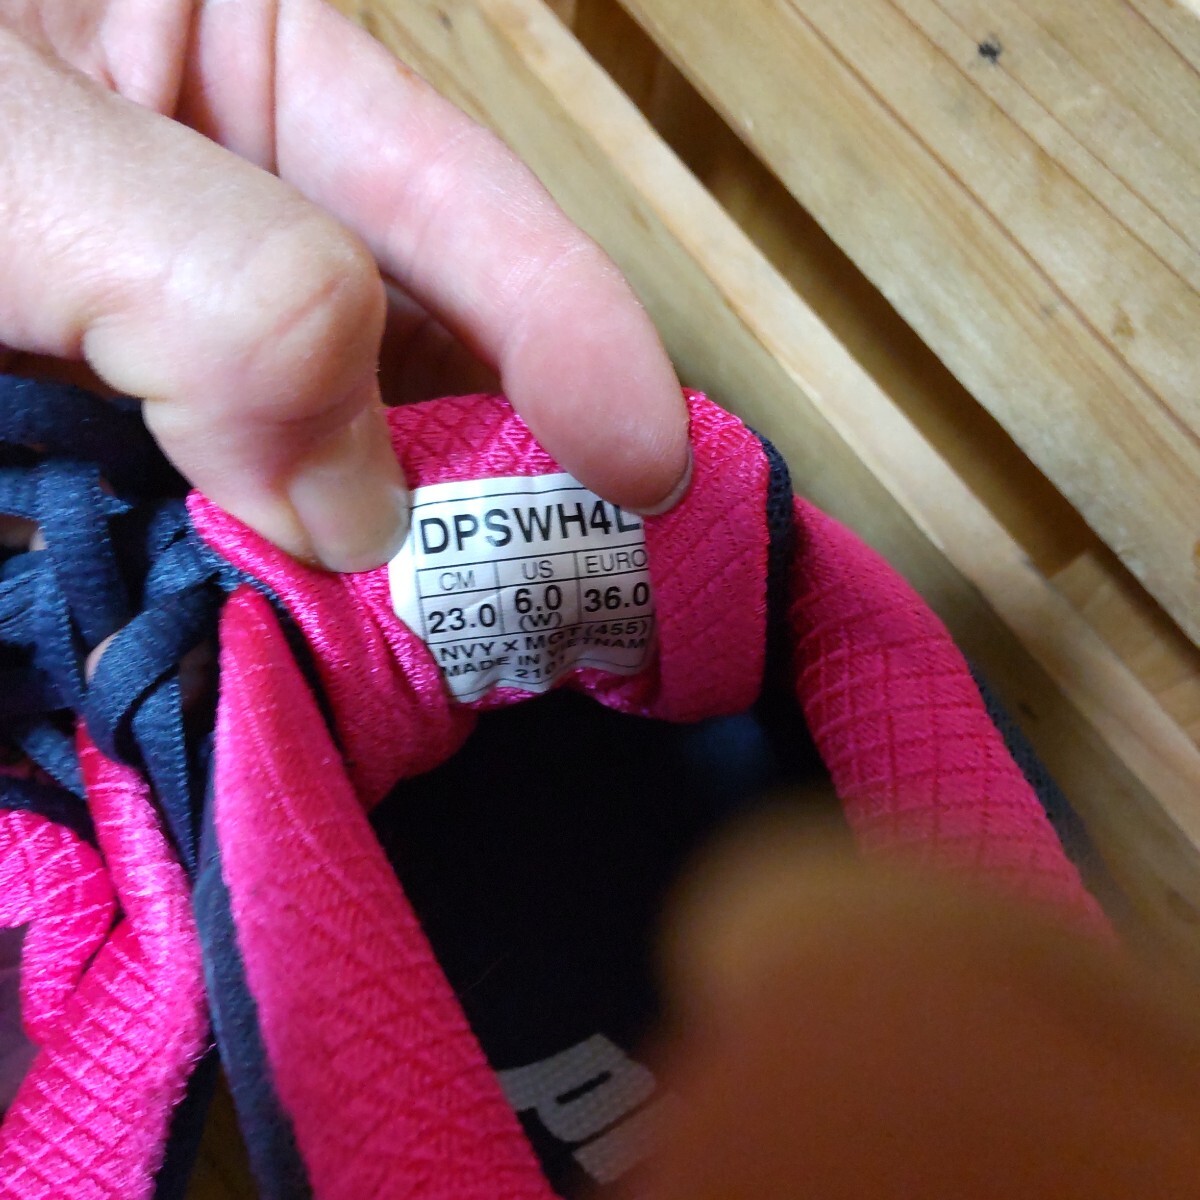 DPSWH4L
CM US EURO
23.0 6.0 36.0
(W)
NVY × MGT (455)
MADE IN VIETNAM